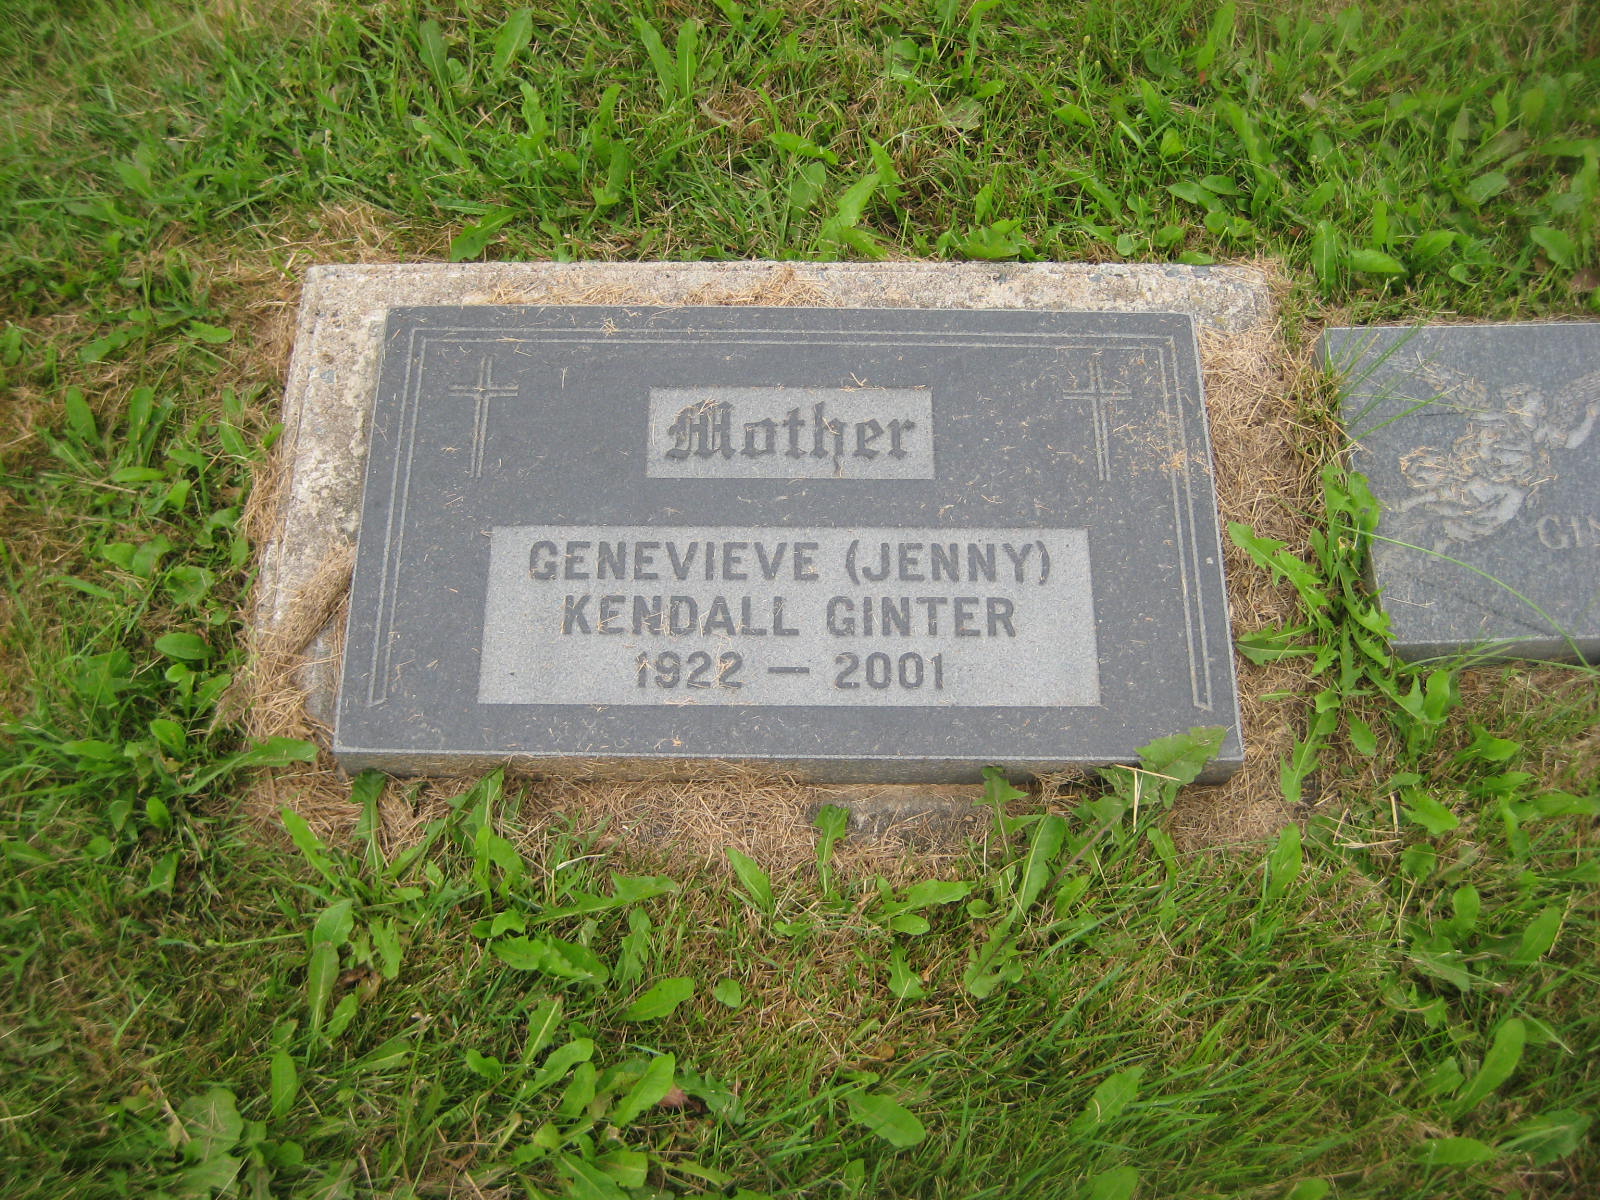 Mother
GENEVIEVE (JENNY)
KENDALL GINTER
1922 — 2001